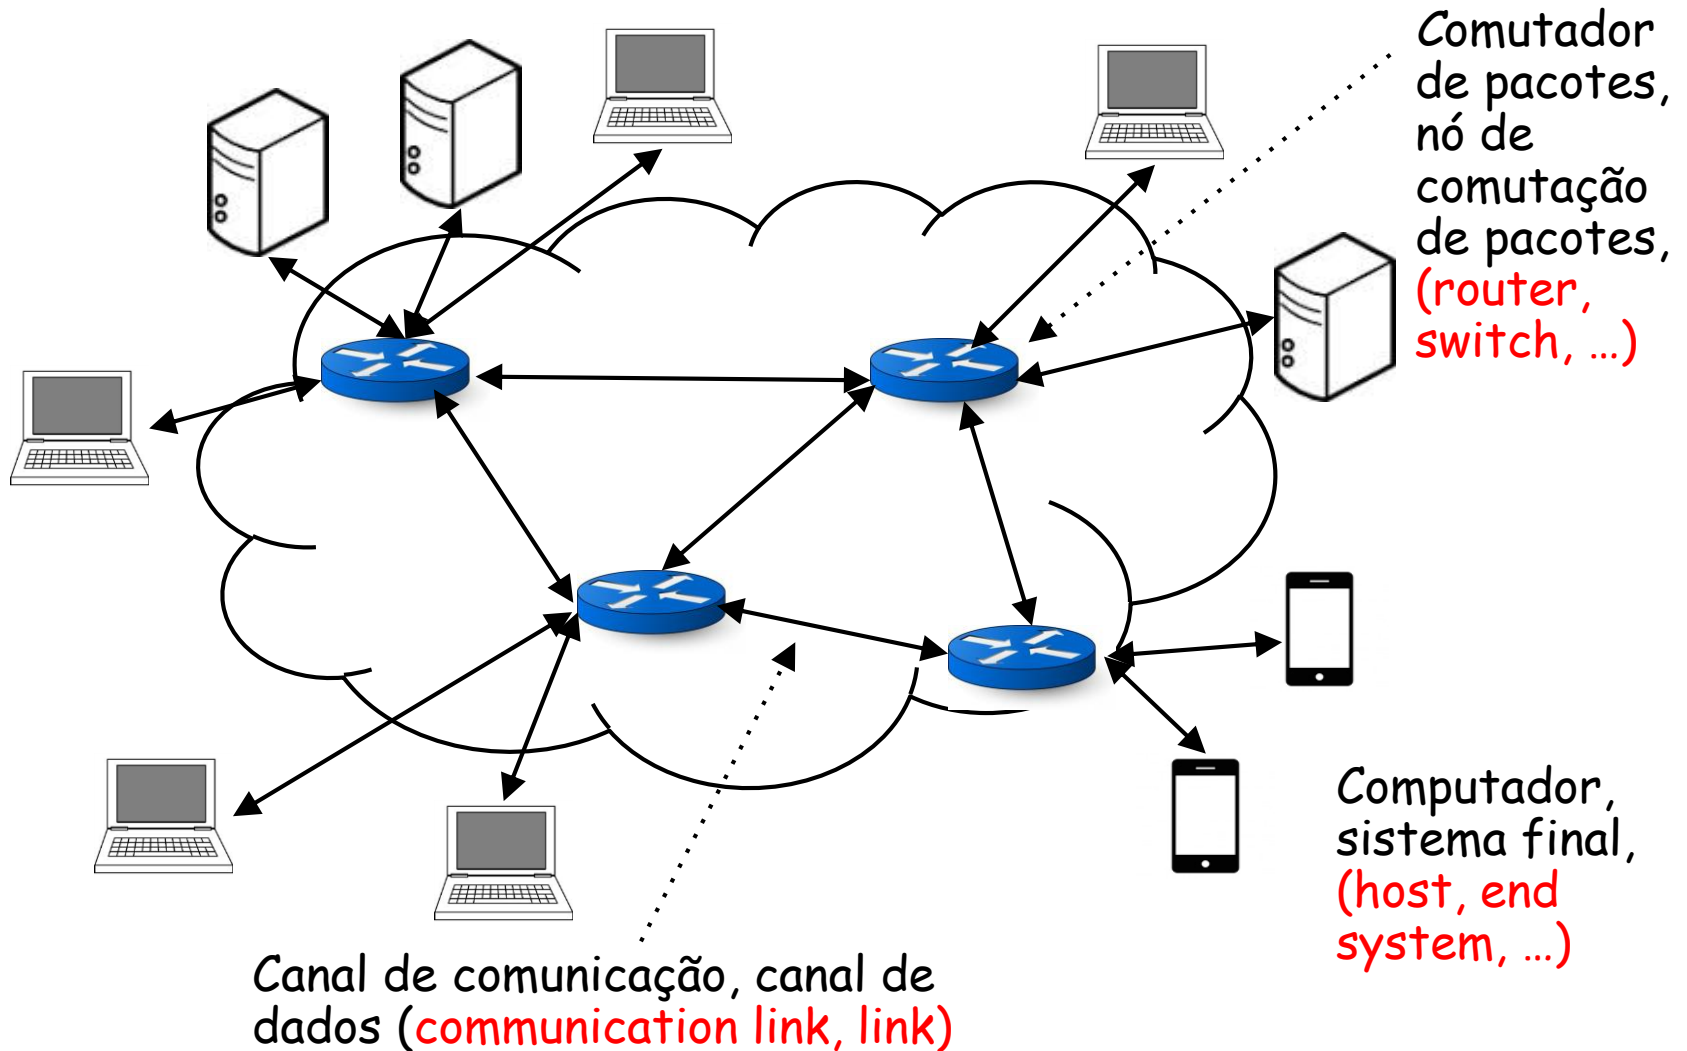 Comutador
de pacotes,
nó de
comutação
de pacotes,
(router,
switch, ...)
Computador,
sistema final,
(host, end
system, ...)
Canal de comunicação, canal de
dados (communication link, link)